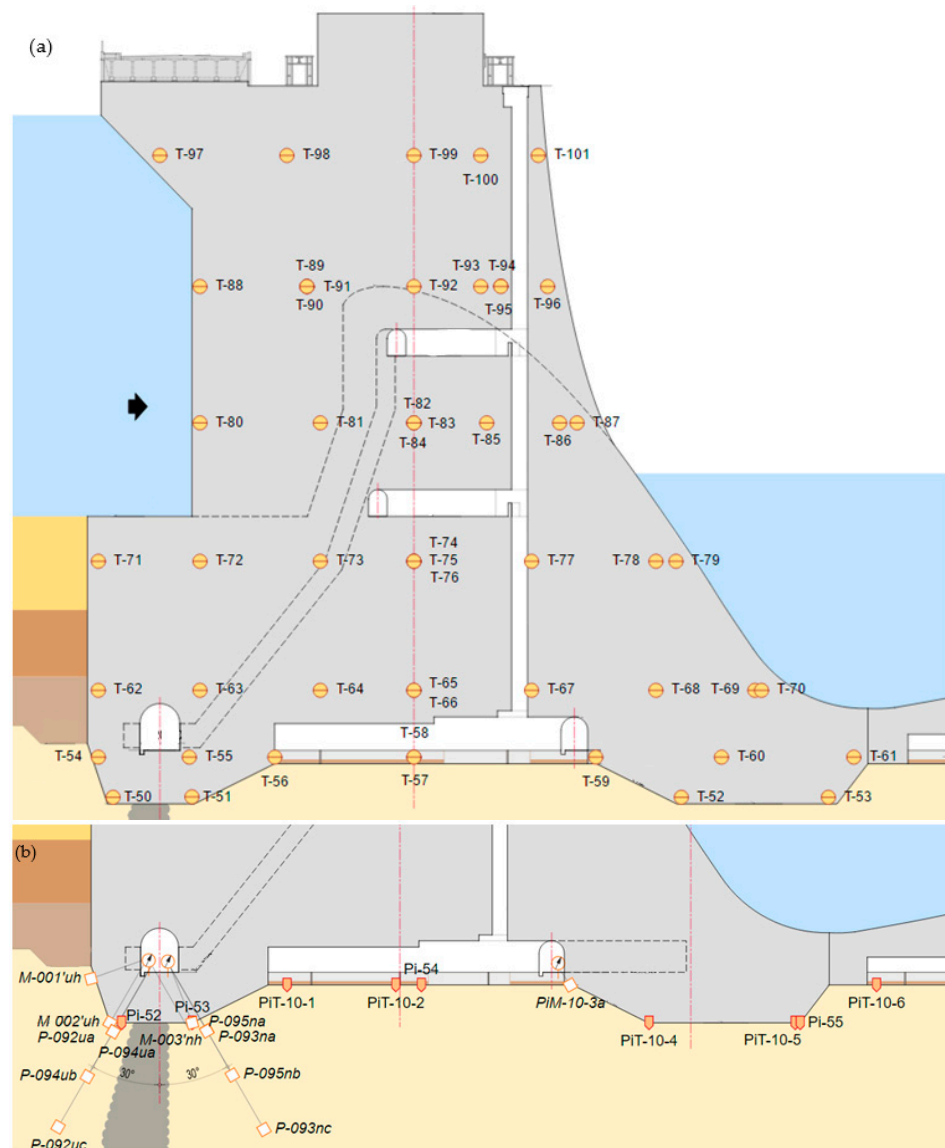 (a)
T-97 T-98 T-99 T-101
T-100
T-89 T-93 T-94
T-88 T-91 T-92
T-90 T-95 T-96
T-82
T-80 T-81 T-83 T-87
T-84 T-85 T-86
T-74
T-71 T-72 T-73 T-75 T-77 T-78 T-79
T-76
T-62 T-63 T-64 T-65 T-67 T-68 T-69 T-70
T-66
T-58
T-54 T-55 T-60 T-61
T-56 T-57 T-59
T-50 T-51 T-52 T-53
(b)
M-001'uh Pi-54
PiT-10-1 PiT-10-2 PiM-10-3a PiT-10-6
Pi-52 Pi-53
M 002'uh P-095na Pi-55
P-092ua M-003'nh P-093na
P-094ua PiT-10-4 PiT-10-5
P-094ub 30° 30° P-095nb
P-092uc P-093nc